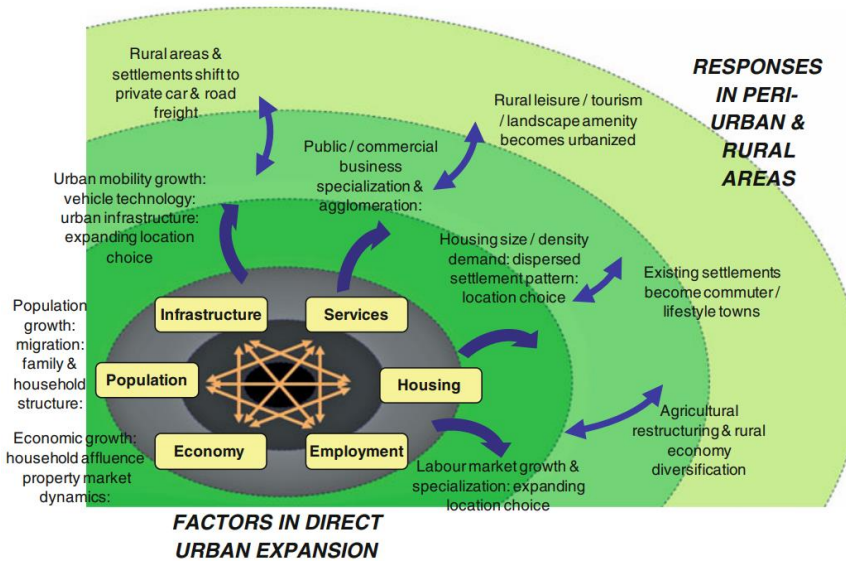 Rural areas &
settlements shift to
private car & road
freight
RESPONSES
IN PERI-
URBAN &
RURAL
AREAS
Rural leisure / tourism
/ landscape amenity
becomes urbanized
Public / commercial
business
specialization &
agglomeration:
Urban mobility growth:
vehicle technology:
urban infrastructure:
expanding location
choice
Housing size / density
demand: dispersed
settlement pattern:
location choice
Existing settlements
become commuter /
lifestyle towns
Population
growth:
migration:
family &
household
structure:
Infrastructure
Services
Population
Housing
Economy
Employment
Economic growth:
household affluence
property market
dynamics:
Agricultural
restructuring & rural
economy
diversification
Labour market growth &
specialization: expanding
location choice
FACTORS IN DIRECT
URBAN EXPANSION